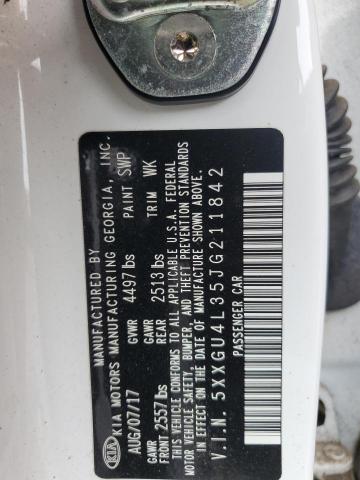 KIA
MANUFACTURED BY
KIA MOTORS MANUFACTURING GEORGIA, INC.
AUG/07/17 GVWR 4497 lbs PAINT SWP
GAWR FRONT 2557 lbs GAWR REAR 2513 lbs TRIM WK
THIS VEHICLE CONFORMS TO ALL APPLICABLE U.S.A. FEDERAL
MOTOR VEHICLE SAFETY, BUMPER, AND THEFT PREVENTION STANDARDS
IN EFFECT ON THE DATE OF MANUFACTURE SHOWN ABOVE.
V.I.N. 5XXGU4L35JG211842
PASSENGER CAR